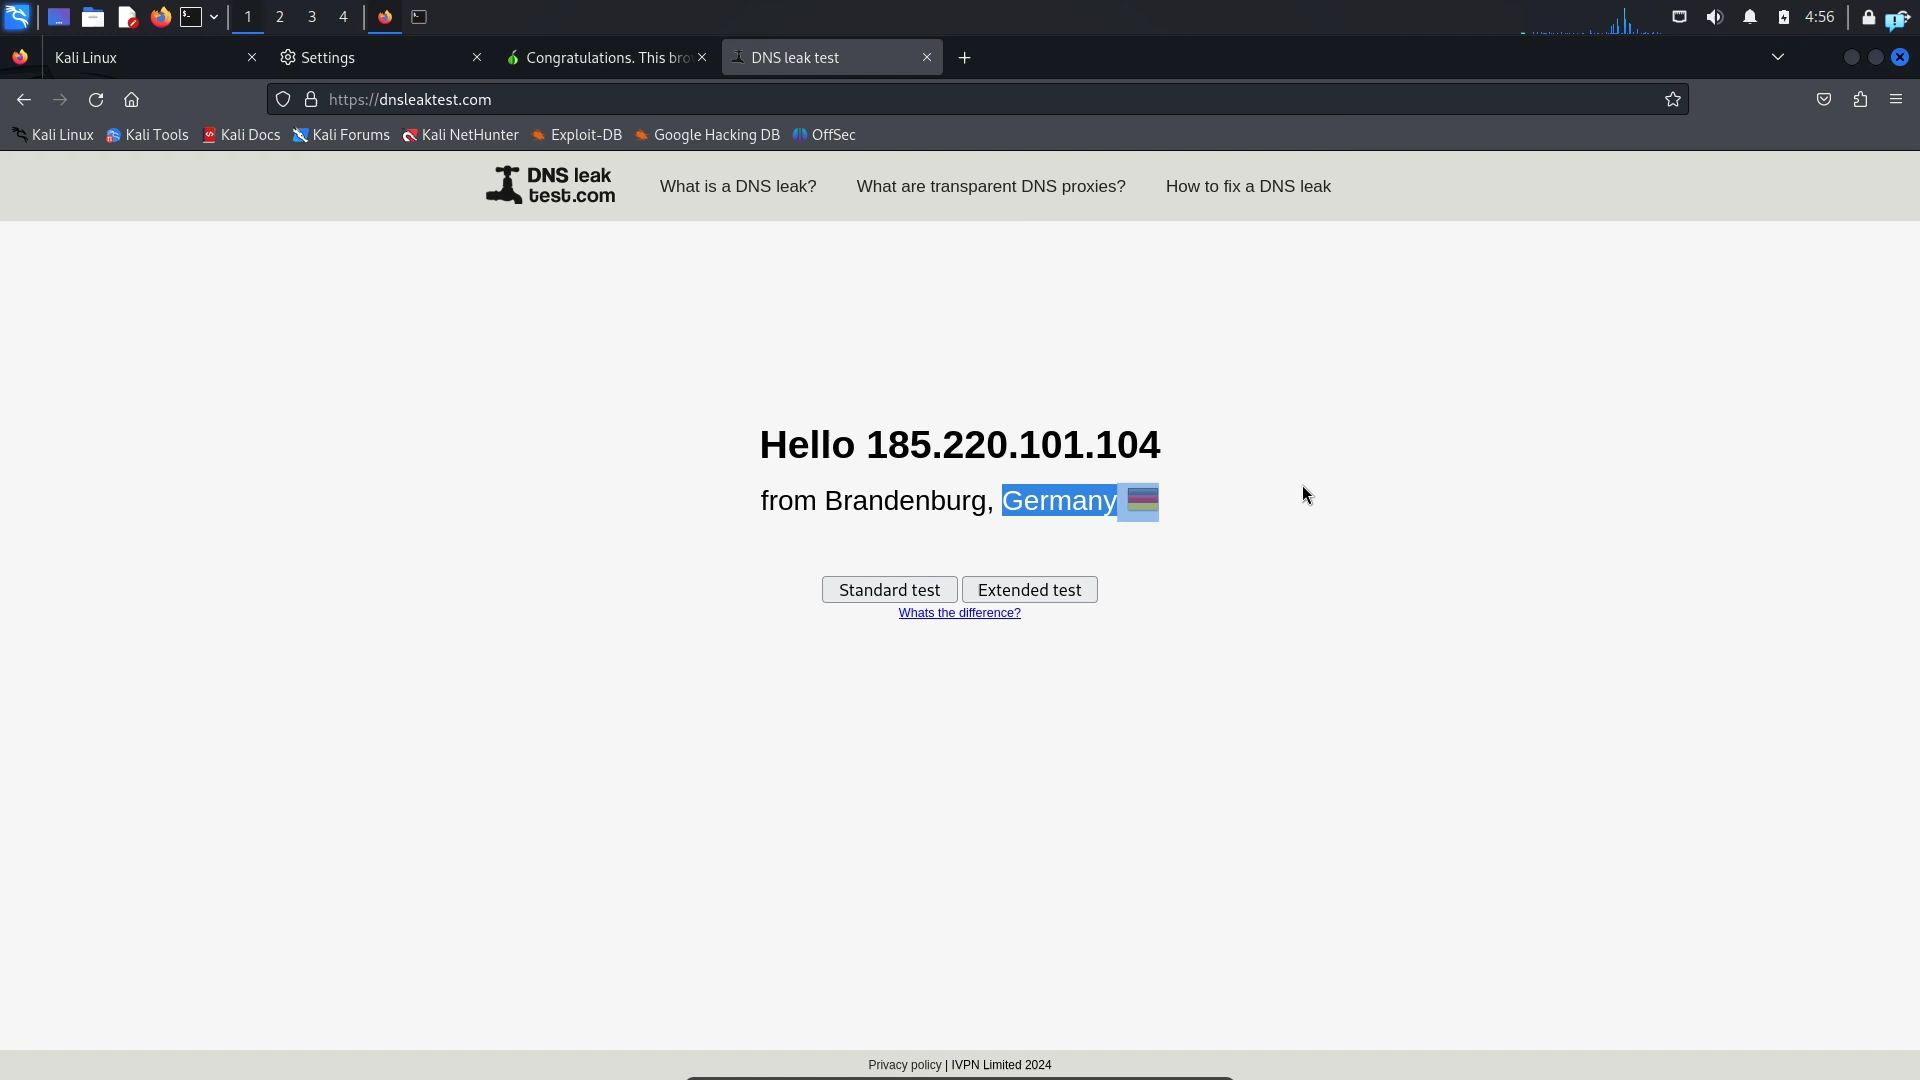 1 2 3 4 4:56
Kali Linux Settings Congratulations. This bro DNS leak test
https://dnsleaktest.com
Kali Linux Kali Tools Kali Docs Kali Forums Kali NetHunter Exploit-DB Google Hacking DB OffSec
DNS leak
test.com
What is a DNS leak? What are transparent DNS proxies? How to fix a DNS leak
Hello 185.220.101.104
from Brandenburg, Germany
Standard test Extended test
Whats the difference?
Privacy policy | IVPN Limited 2024